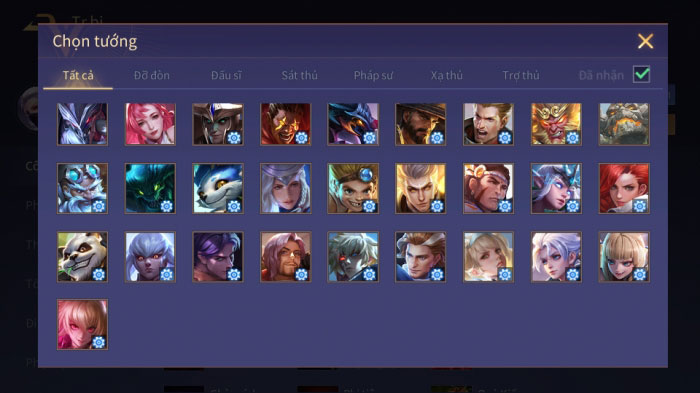 Chọn tướng
Tất cả Đỡ đòn Đấu sĩ Sát thủ Pháp sư Xạ thủ Trợ thủ Đã nhận